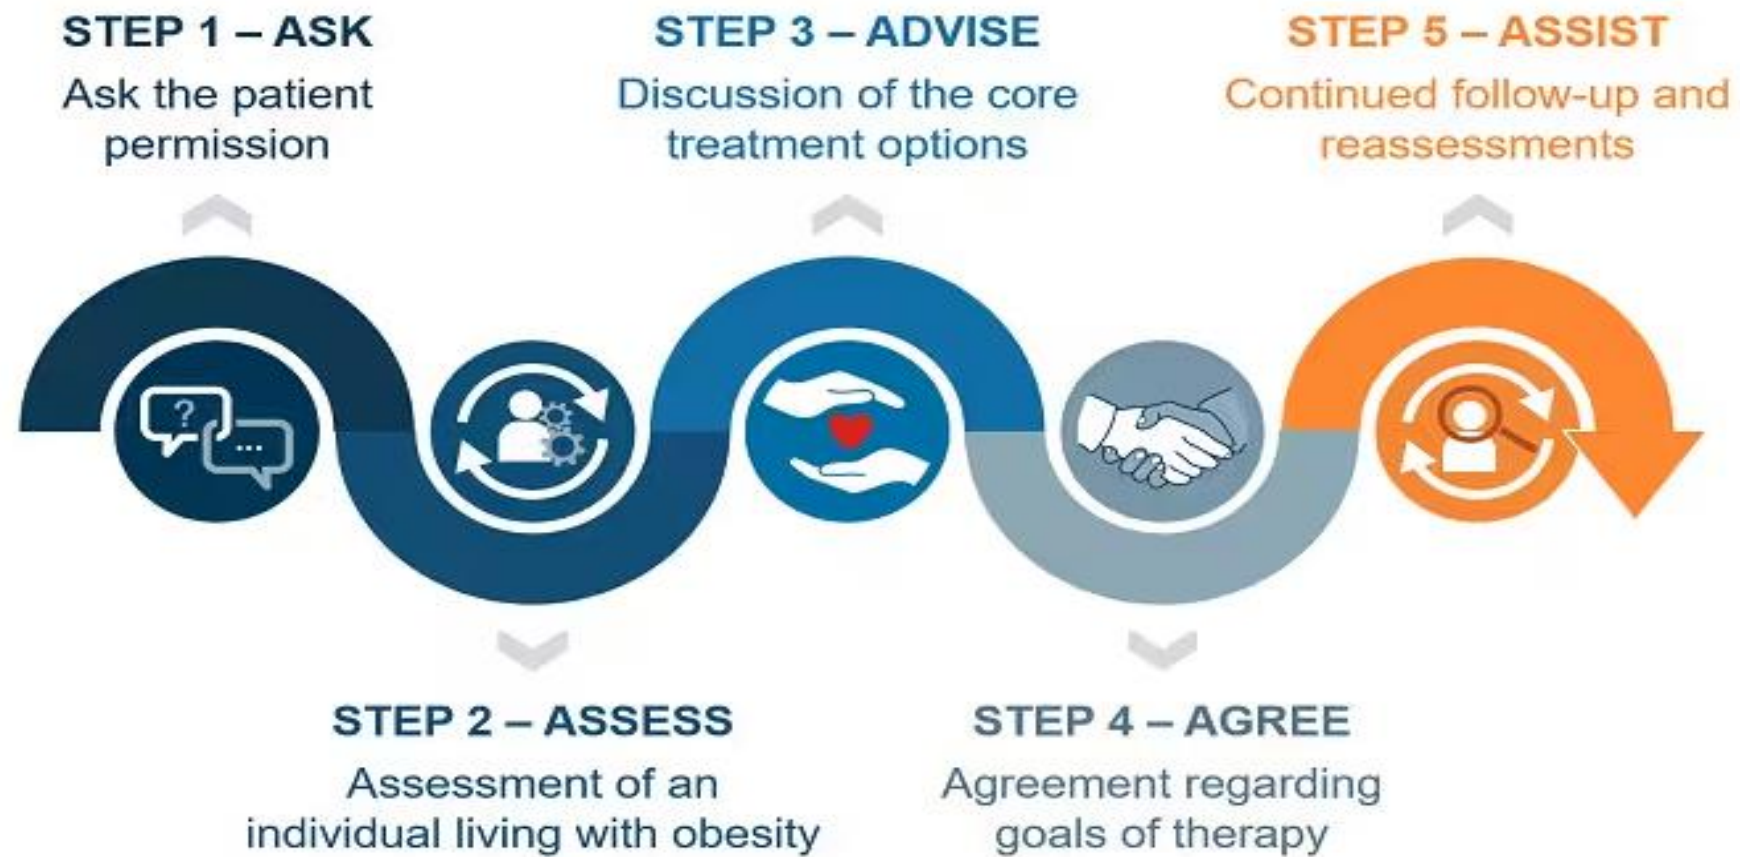 STEP 1 – ASK
Ask the patient
permission
STEP 2 – ASSESS
Assessment of an
individual living with obesity
STEP 3 – ADVISE
Discussion of the core
treatment options
STEP 4 – AGREE
Agreement regarding
goals of therapy
STEP 5 – ASSIST
Continued follow-up and
reassessments
?
...